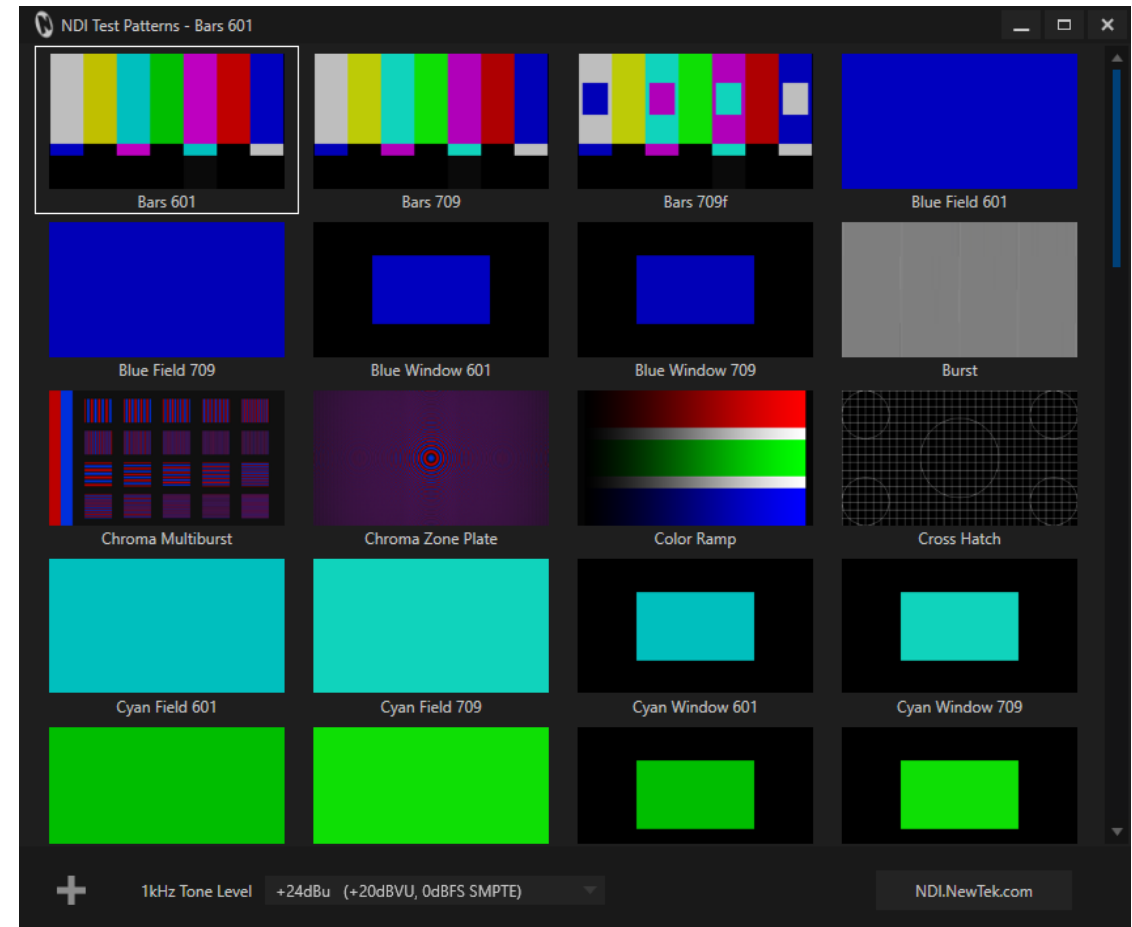 NDI Test Patterns - Bars 601
Bars 601
Bars 709
Bars 709f
Blue Field 601
Blue Field 709
Blue Window 601
Blue Window 709
Burst
Chroma Multiburst
Chroma Zone Plate
Color Ramp
Cross Hatch
Cyan Field 601
Cyan Field 709
Cyan Window 601
Cyan Window 709
1kHz Tone Level
+24dBu (+20dBVU, 0dBFS SMPTE)
NDI.NewTek.com